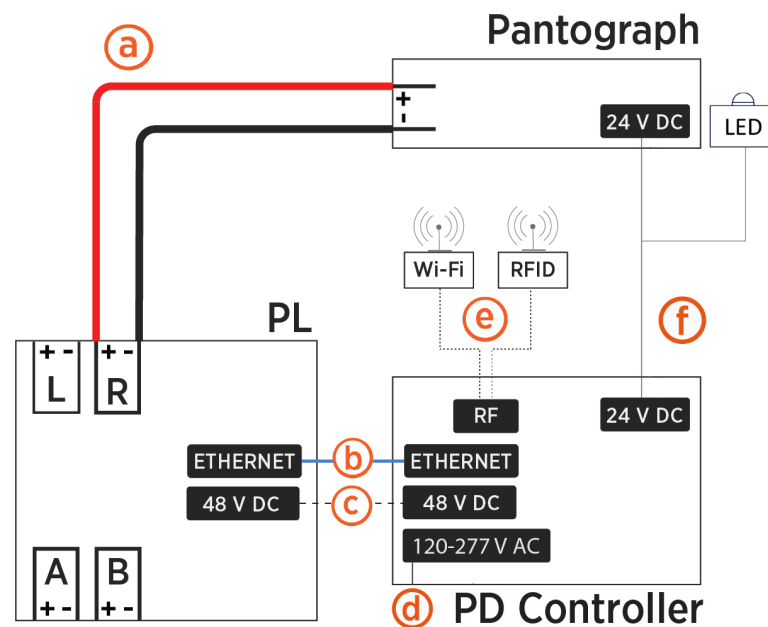 a
Pantograph
+
-
24 V DC
LED
Wi-Fi
RFID
e
f
PL
+ -
L
+ -
R
RF
24 V DC
ETHERNET
b
ETHERNET
48 V DC
c
48 V DC
120-277 V AC
A
+ -
B
+ -
d
PD Controller